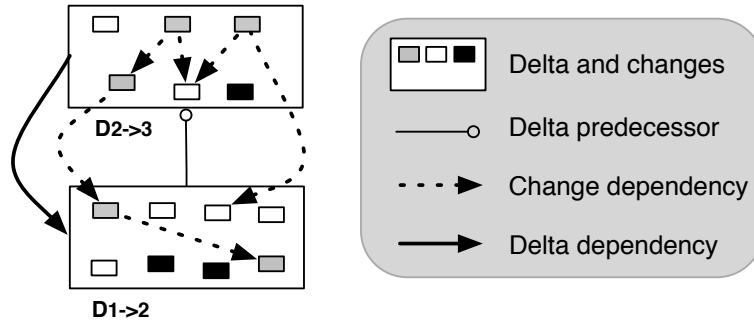 D2->3
D1->2
Delta and changes
Delta predecessor
Change dependency
Delta dependency